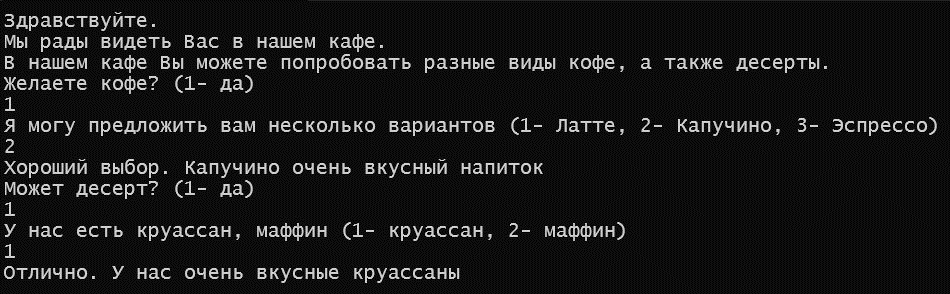 Здравствуйте.
Мы рады видеть Вас в нашем кафе.
В нашем кафе Вы можете попробовать разные виды кофе, а также десерты.
Желаете кофе? (1- да)
1
Я могу предложить вам несколько вариантов (1- Латте, 2- Капучино, 3- Эспрессо)
2
Хороший выбор. Капучино очень вкусный напиток
Может десерт? (1- да)
1
У нас есть круассан, маффин (1- круассан, 2- маффин)
1
Отлично. У нас очень вкусные круассаны